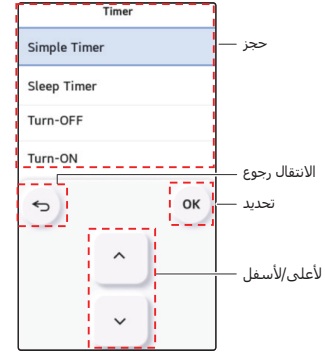 Timer
Simple Timer
حجز
Sleep Timer
Turn-OFF
Turn-ON
الانتقال رجوع
OK
تحديد
لأعلى/لأسفل